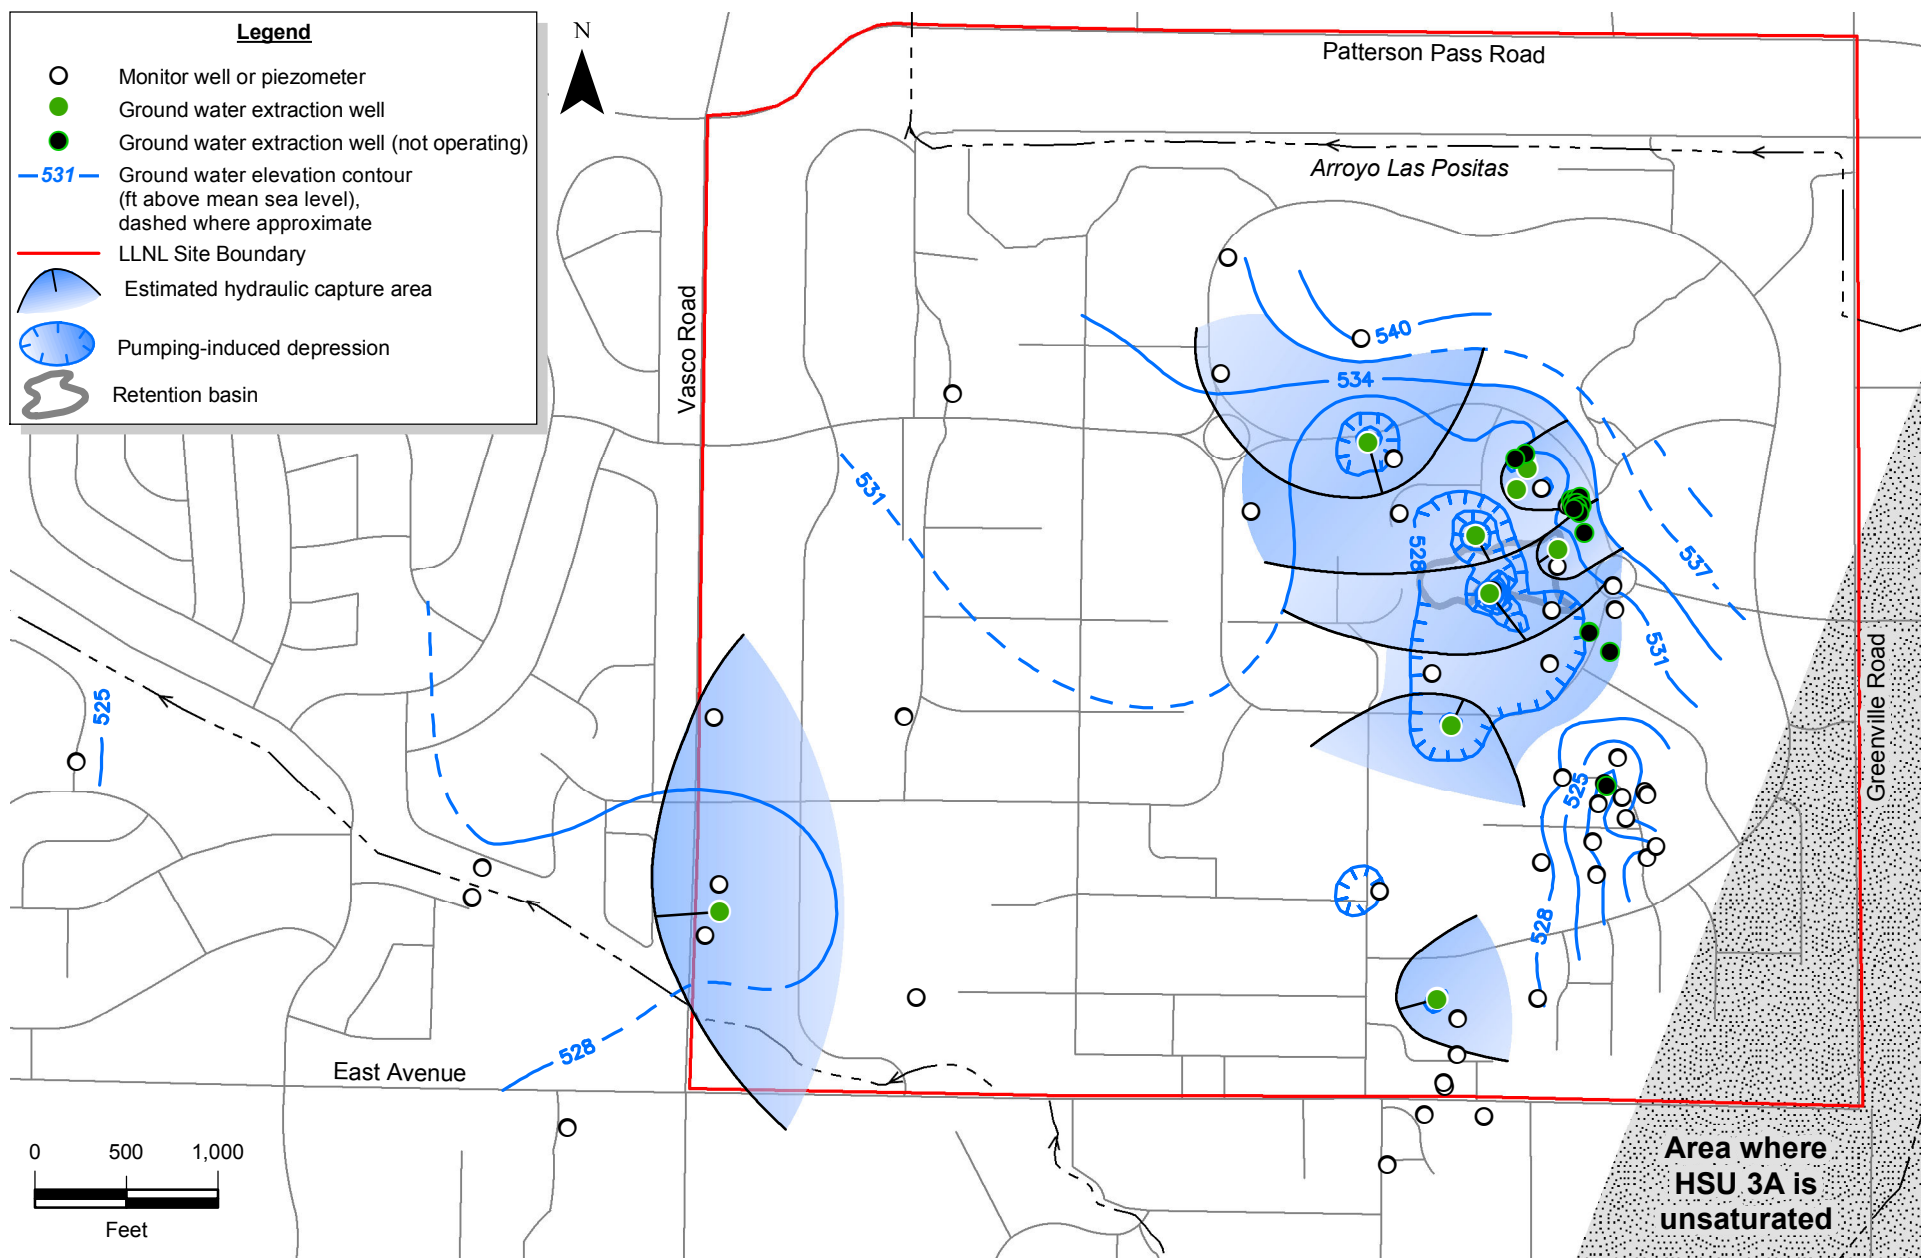 Legend
Monitor well or piezometer
Ground water extraction well
Ground water extraction well (not operating)
531
Ground water elevation contour
(ft above mean sea level),
dashed where approximate
LLNL Site Boundary
Estimated hydraulic capture area
Pumping-induced depression
Retention basin
N
Patterson Pass Road
Arroyo Las Positas
Vasco Road
540
534
531
528
537
531
Greenville Road
525
525
528
528
East Avenue
0 500 1,000
Feet
Area where
HSU 3A is
unsaturated